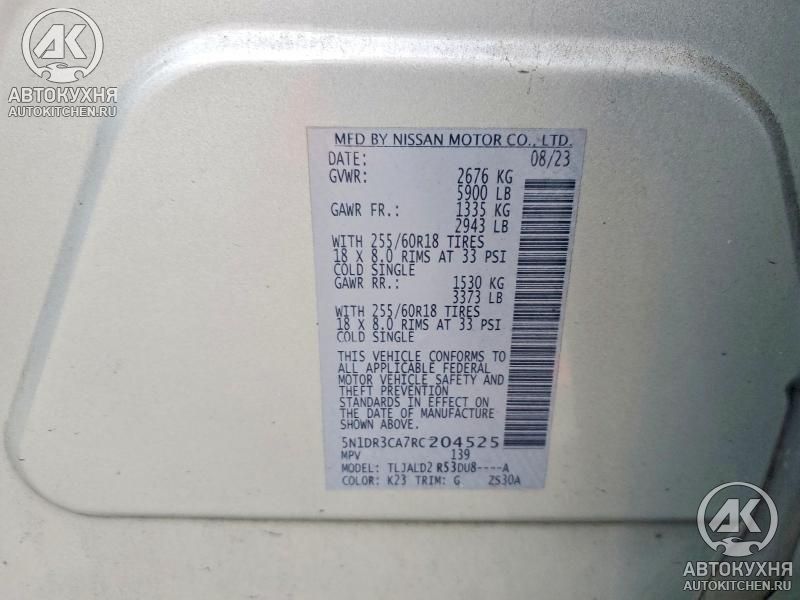 АК
АВТОКУХНЯ
AUTOKITCHEN.RU
MFD BY NISSAN MOTOR CO., LTD.
DATE: 08/23
GVWR: 2676 KG
5900 LB
GAWR FR.: 1335 KG
2943 LB
WITH 255/60R18 TIRES
18 X 8.0 RIMS AT 33 PSI
COLD SINGLE
GAWR RR.: 1530 KG
3373 LB
WITH 255/60R18 TIRES
18 X 8.0 RIMS AT 33 PSI
COLD SINGLE
THIS VEHICLE CONFORMS TO
ALL APPLICABLE FEDERAL
MOTOR VEHICLE SAFETY AND
THEFT PREVENTION
STANDARDS IN EFFECT ON
THE DATE OF MANUFACTURE
SHOWN ABOVE.
5N1DR3CA7RC204525
MPV 139
MODEL: TLJALD2 R53DU8----A
COLOR: K23 TRIM: G ZS30A
АК
АВТОКУХНЯ
AUTOKITCHEN.RU